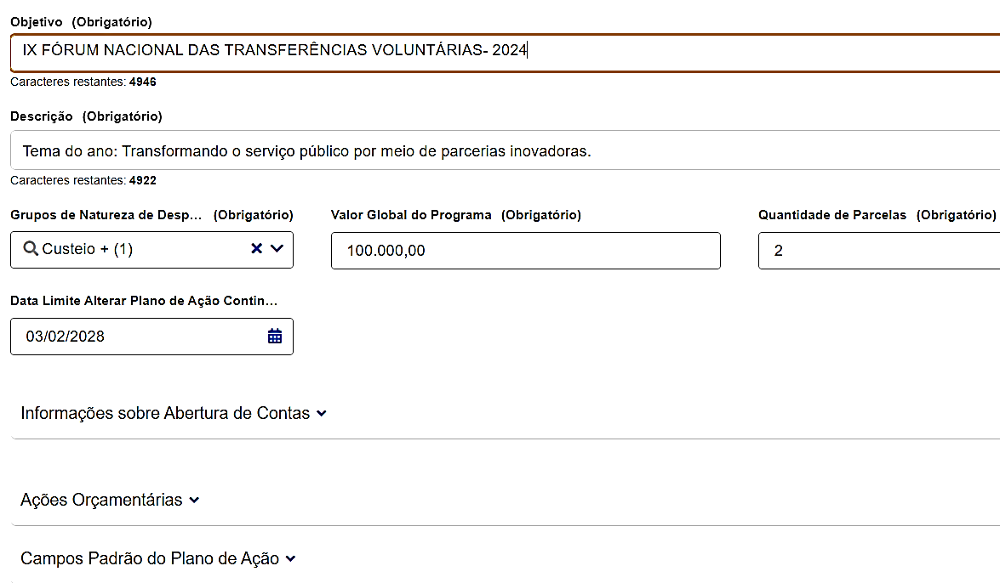 Objetivo (Obrigatório)
IX FÓRUM NACIONAL DAS TRANSFERÊNCIAS VOLUNTÁRIAS- 2024
Caracteres restantes: 4946
Descrição (Obrigatório)
Tema do ano: Transformando o serviço público por meio de parcerias inovadoras.
Caracteres restantes: 4922
Grupos de Natureza de Desp... (Obrigatório) Valor Global do Programa (Obrigatório) Quantidade de Parcelas (Obrigatório)
Custeio + (1) 100.000,00 2
Data Limite Alterar Plano de Ação Contin...
03/02/2028
Informações sobre Abertura de Contas
Ações Orçamentárias
Campos Padrão do Plano de Ação